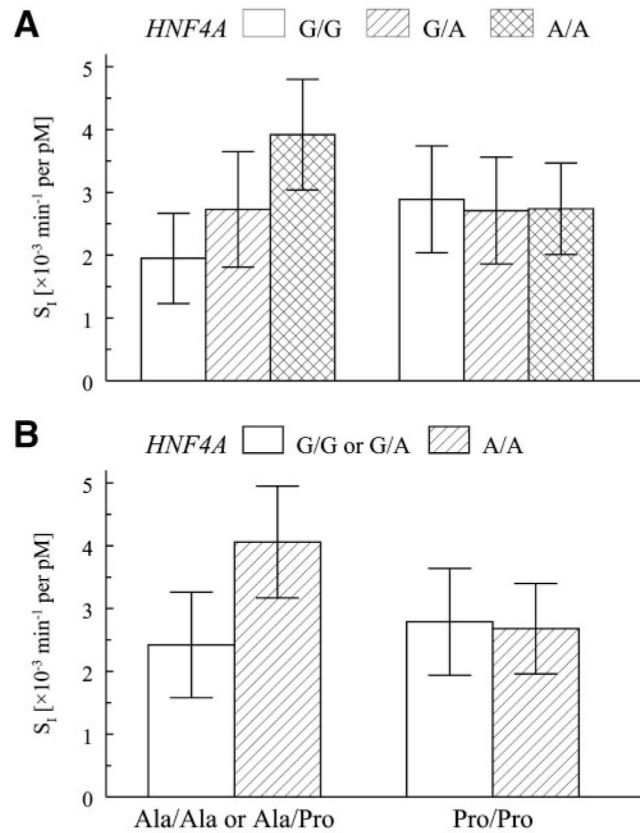 A
HNF4A G/G G/A A/A
5
4
3
2
1
0
S_I [×10⁻³ min⁻¹ per pM]
B
HNF4A G/G or G/A A/A
5
4
3
2
1
0
S_I [×10⁻³ min⁻¹ per pM]
Ala/Ala or Ala/Pro Pro/Pro